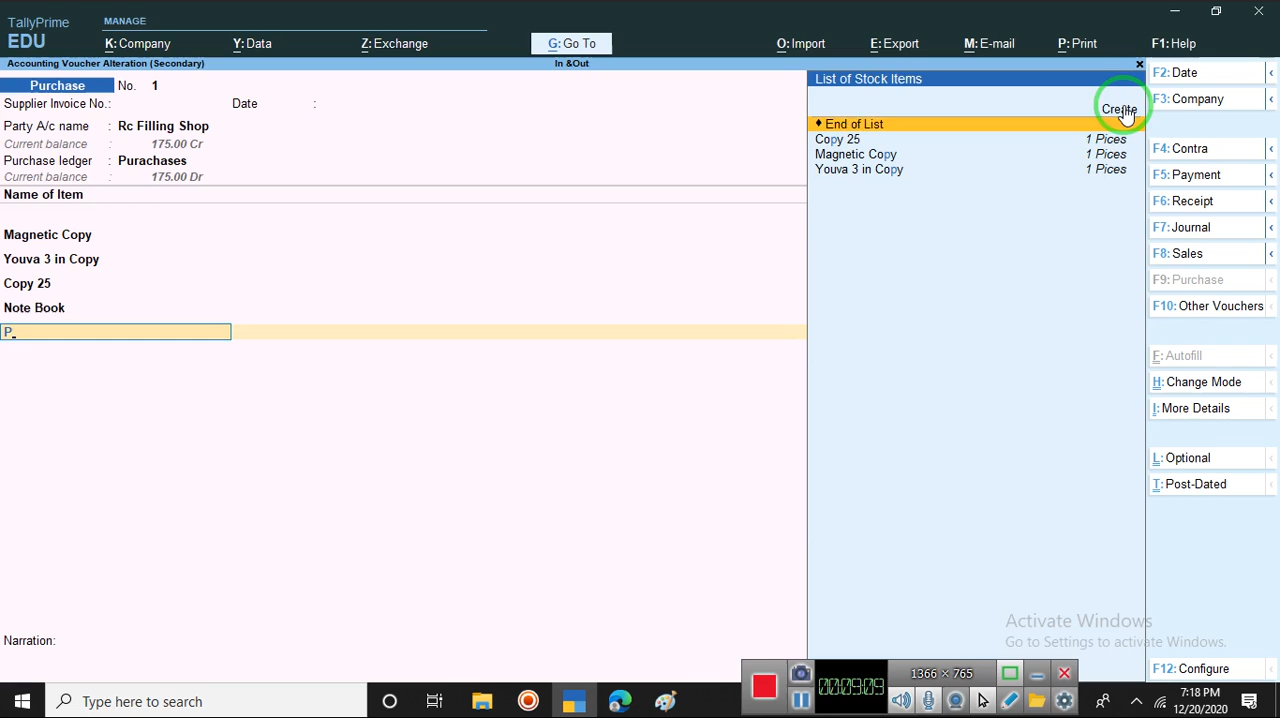 TallyPrime
EDU
MANAGE
K: Company
Y: Data
Z: Exchange
G: Go To
O: Import
E: Export
M: E-mail
P: Print
F1: Help
Accounting Voucher Alteration (Secondary)
In &Out
Purchase No. 1
Supplier Invoice No.: Date :
Party A/c name : Rc Filling Shop
Current balance : 175.00 Cr
Purchase ledger : Purachases
Current balance : 175.00 Dr
Name of Item
Magnetic Copy
Youva 3 in Copy
Copy 25
Note Book
P
Narration:
List of Stock Items
Create
♦ End of List
Copy 25 1 Pices
Magnetic Copy 1 Pices
Youva 3 in Copy 1 Pices
F2: Date
F3: Company
F4: Contra
F5: Payment
F6: Receipt
F7: Journal
F8: Sales
F9: Purchase
F10: Other Vouchers
F: Autofill
H: Change Mode
I: More Details
L: Optional
T: Post-Dated
F12: Configure
Activate Windows
Go to Settings to activate Windows.
00:03:09
1366 × 765
Type here to search
7:18 PM
12/20/2020